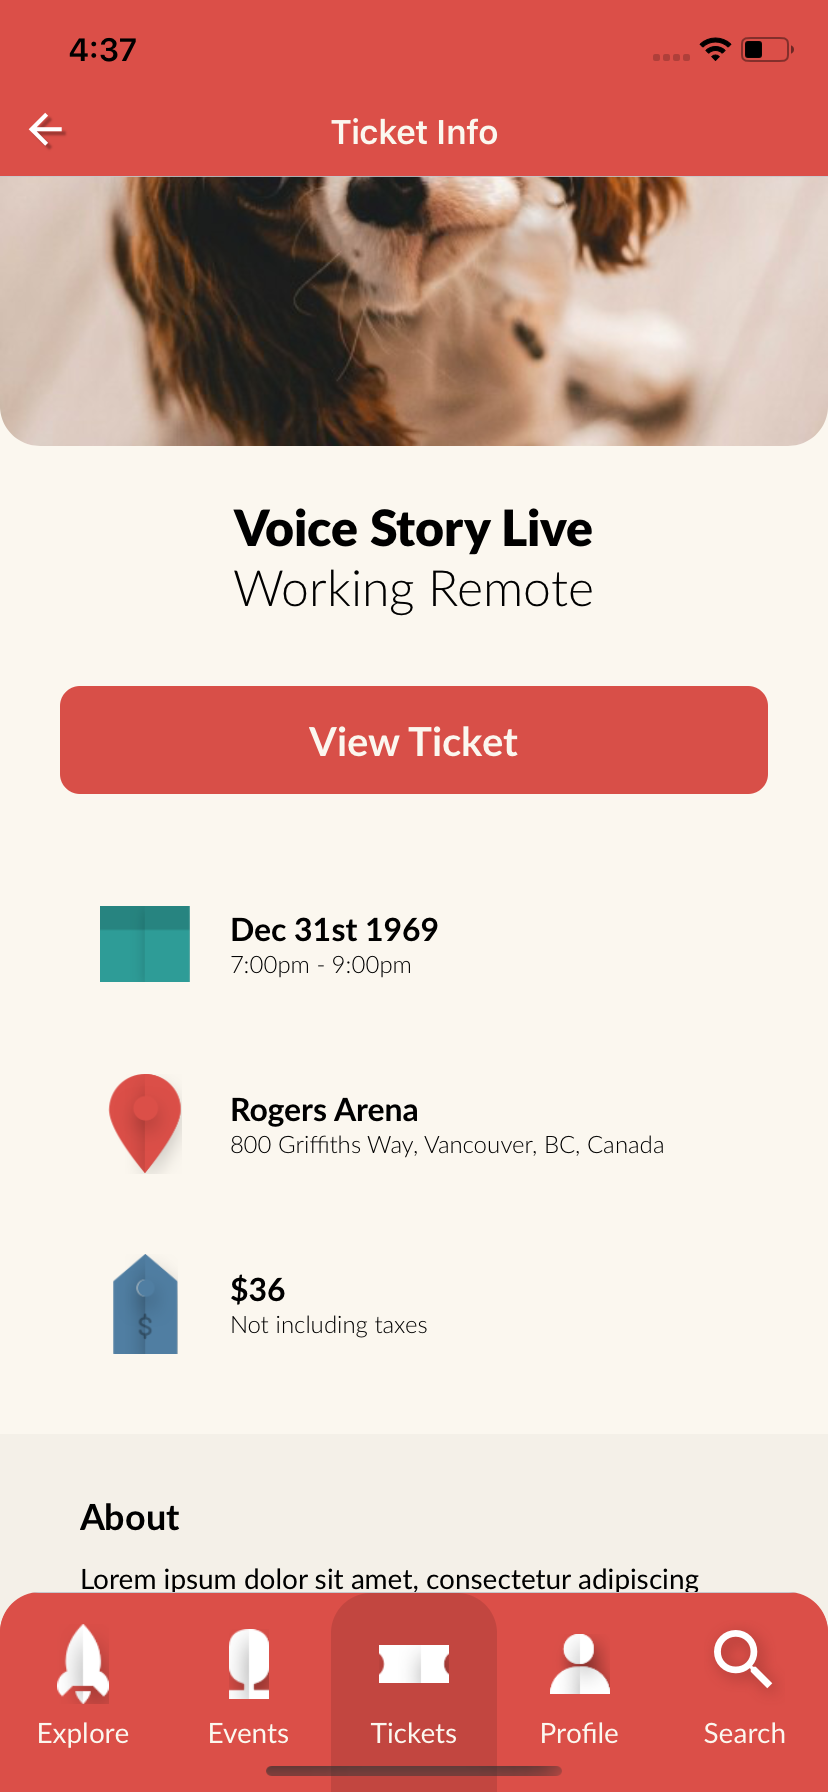 4:37
Ticket Info
Voice Story Live
Working Remote
View Ticket
Dec 31st 1969
7:00pm - 9:00pm
Rogers Arena
800 Griffiths Way, Vancouver, BC, Canada
$
$36
Not including taxes
About
Lorem ipsum dolor sit amet, consectetur adipiscing
Explore Events Tickets Profile Search